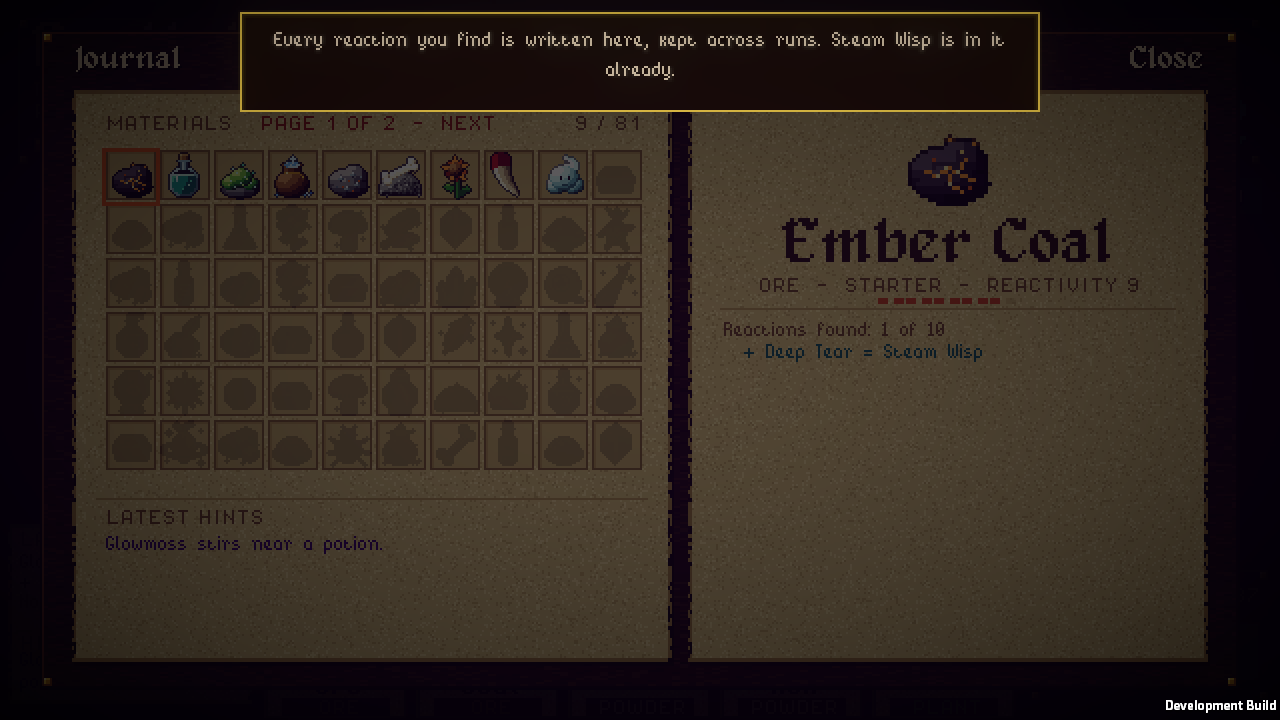 Every reaction you find is written here, kept across runs. Steam Wisp is in it
already.
Journal
Close
MATERIALS PAGE 1 OF 2 - NEXT 9 / 81
Ember Coal
ORE - STARTER - REACTIVITY 9
Reactions found: 1 of 10
+ Deep Tear = Steam Wisp
LATEST HINTS
Glowmoss stirs near a potion.
POWDER POWDER
Development Build